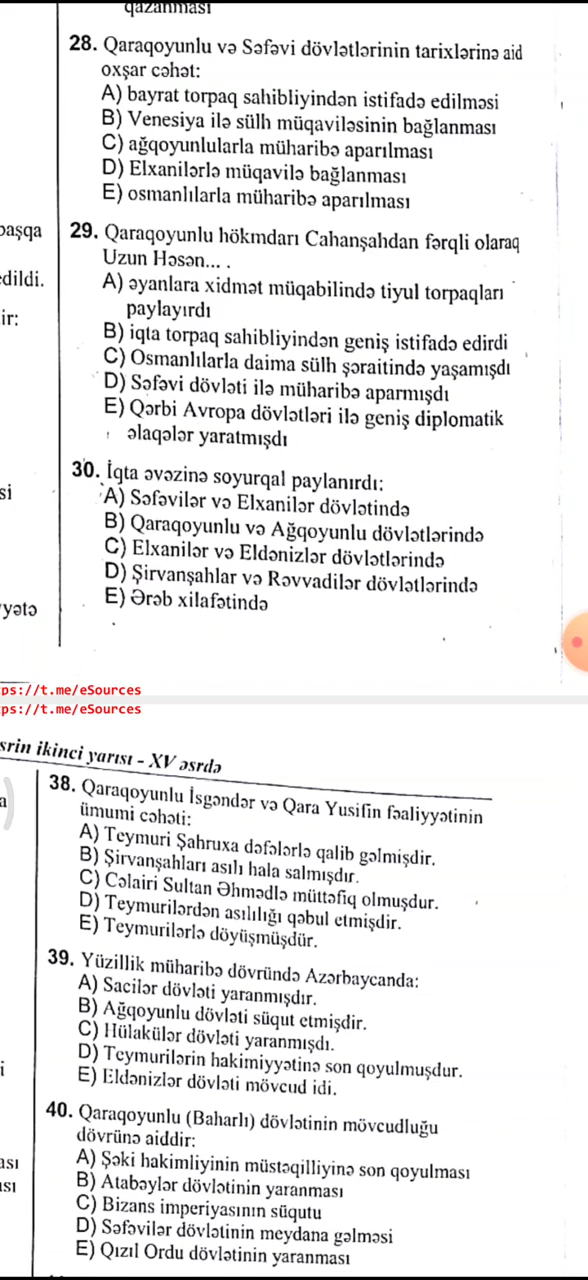 qazanması
28. Qaraqoyunlu və Səfəvi dövlətlərinin tarixlərinə aid
oxşar cəhət:
A) bayrat torpaq sahibliyindən istifadə edilməsi
B) Venesiya ilə sülh müqaviləsinin bağlanması
C) ağqoyunlularla müharibə aparılması
D) Elxanilərlə müqavilə bağlanması
E) osmanlılarla müharibə aparılması
başqa
29. Qaraqoyunlu hökmdarı Cahanşahdan fərqli olaraq
Uzun Həsən... .
edildi.
A) əyanlara xidmət müqabilində tiyul torpaqları
paylayırdı
ir:
B) iqta torpaq sahibliyindən geniş istifadə edirdi
C) Osmanlılarla daima sülh şəraitində yaşamışdı
D) Səfəvi dövləti ilə müharibə aparmışdı
E) Qərbi Avropa dövlətləri ilə geniş diplomatik
əlaqələr yaratmışdı
30. İqta əvəzinə soyurqal paylanırdı:
si
A) Səfəvilər və Elxanilər dövlətində
B) Qaraqoyunlu və Ağqoyunlu dövlətlərində
C) Elxanilər və Eldənizlər dövlətlərində
D) Şirvanşahlar və Rəvvadilər dövlətlərində
E) Ərəb xilafətində
yətə
ps://t.me/eSources
ps://t.me/eSources
srin ikinci yarısı - XV əsrdə
a
38. Qaraqoyunlu İsgəndər və Qara Yusifin fəaliyyətinin
ümumi cəhəti:
A) Teymuri Şahruxa dəfələrlə qalib gəlmişdir.
B) Şirvanşahları asılı hala salmışdır.
C) Cəlairi Sultan Əhmədlə müttəfiq olmuşdur.
D) Teymurilərdən asılılığı qəbul etmişdir.
E) Teymurilərlə döyüşmüşdür.
39. Yüzillik müharibə dövründə Azərbaycanda:
A) Sacilər dövləti yaranmışdır.
B) Ağqoyunlu dövləti süqut etmişdir.
C) Hülakülər dövləti yaranmışdı.
D) Teymurilərin hakimiyyətinə son qoyulmuşdur.
i
E) Eldənizlər dövləti mövcud idi.
40. Qaraqoyunlu (Baharlı) dövlətinin mövcudluğu
dövrünə aiddir:
ası
A) Şəki hakimliyinin müstəqilliyinə son qoyulması
ısı
B) Atabəylər dövlətinin yaranması
C) Bizans imperiyasının süqutu
D) Səfəvilər dövlətinin meydana gəlməsi
E) Qızıl Ordu dövlətinin yaranması